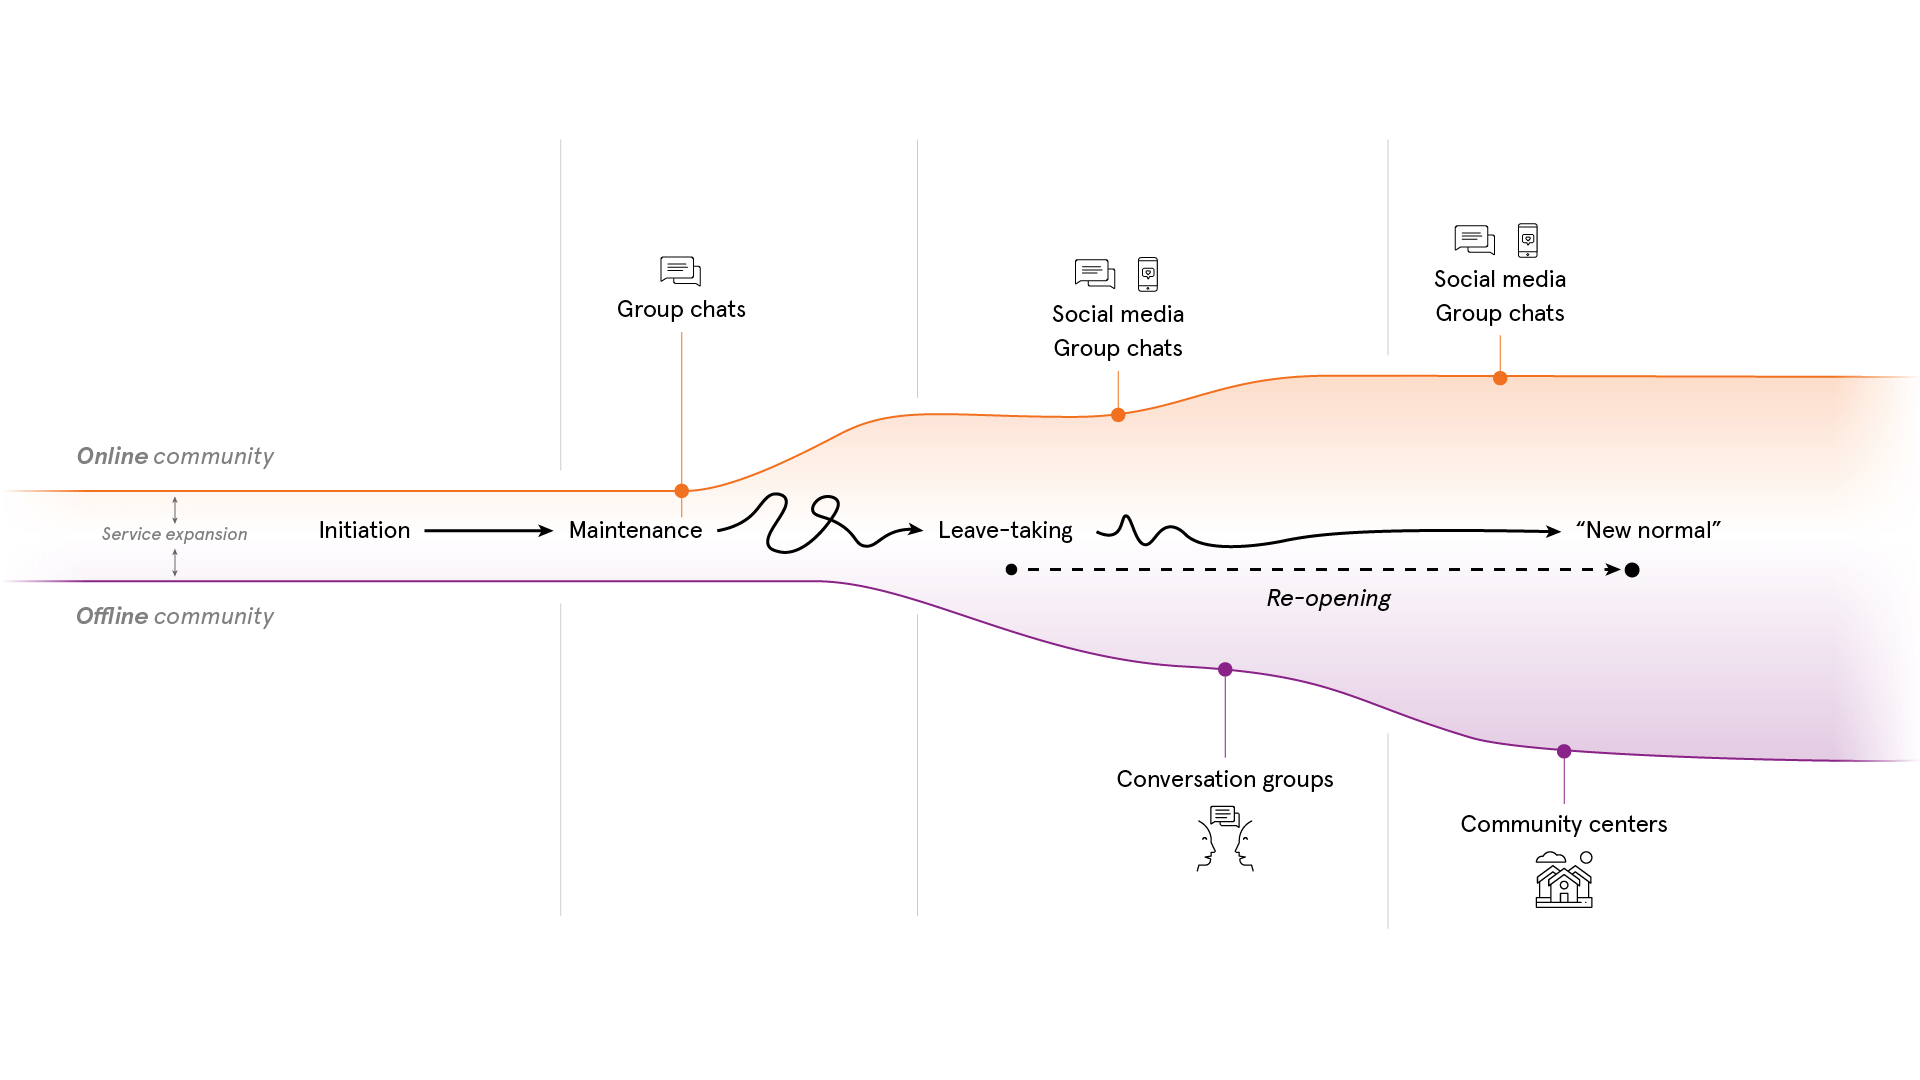 Group chats
Social media
Group chats
Social media
Group chats
Online community
Service expansion
Initiation
Maintenance
Leave-taking
“New normal”
Re-opening
Offline community
Conversation groups
Community centers